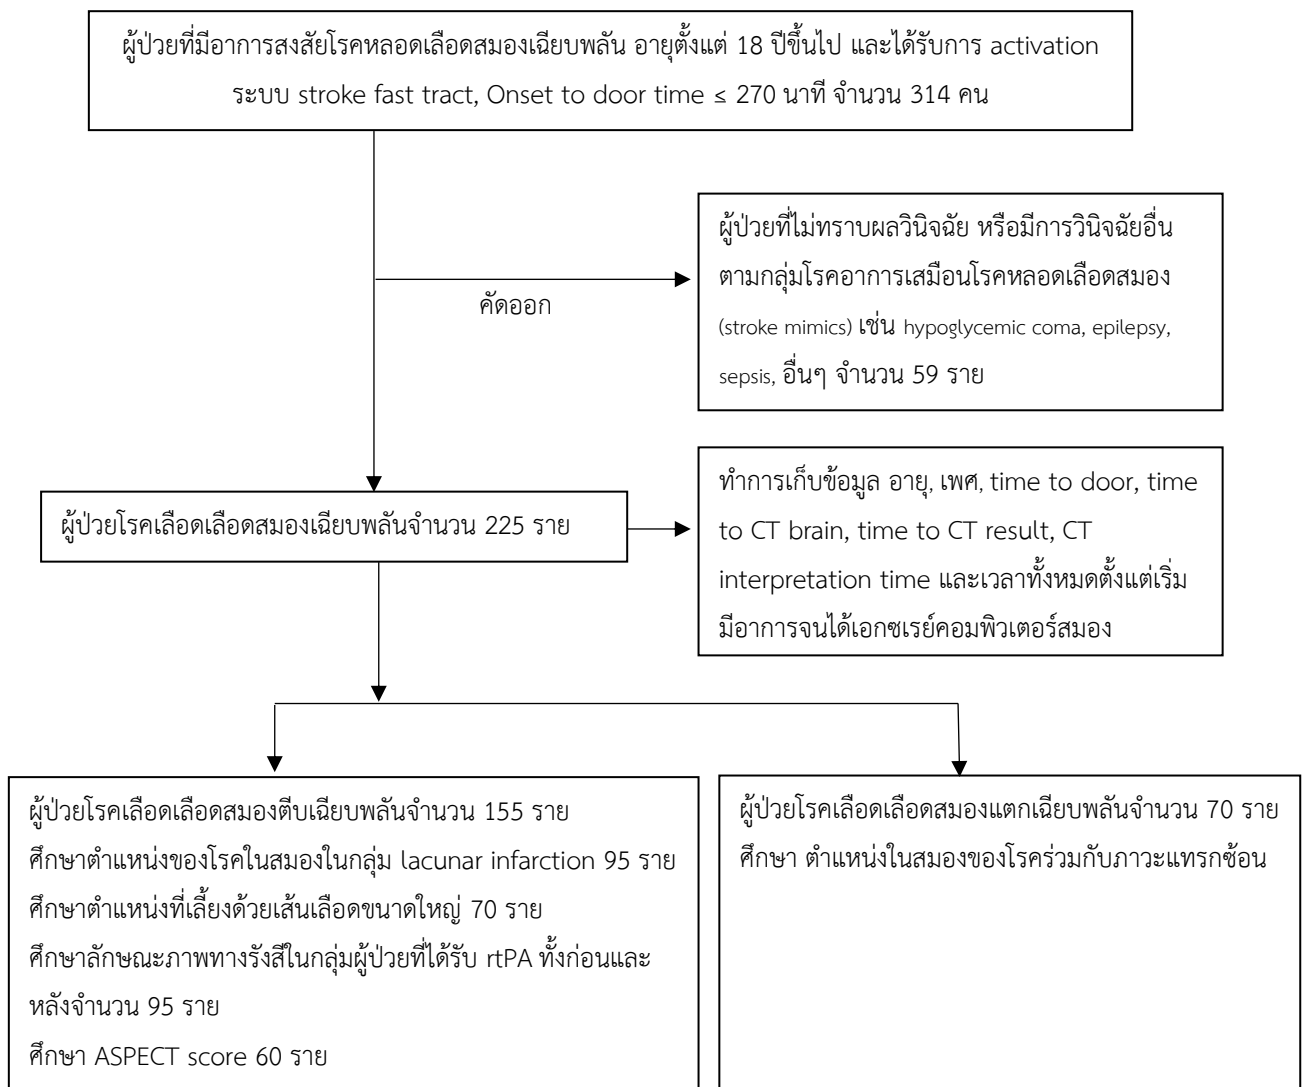 ผู้ป่วยที่มีอาการสงสัยโรคหลอดเลือดสมองเฉียบพลัน อายุตั้งแต่ 18 ปีขึ้นไป และได้รับการ activation
ระบบ stroke fast tract, Onset to door time ≤ 270 นาที จำนวน 314 คน
ผู้ป่วยที่ไม่ทราบผลวินิจฉัย หรือมีการวินิจฉัยอื่น
ตามกลุ่มโรคอาการเสมือนโรคหลอดเลือดสมอง
(stroke mimics) เช่น hypoglycemic coma, epilepsy,
sepsis, อื่นๆ จำนวน 59 ราย
คัดออก
ผู้ป่วยโรคเลือดเลือดสมองเฉียบพลันจำนวน 225 ราย
ทำการเก็บข้อมูล อายุ, เพศ, time to door, time
to CT brain, time to CT result, CT
interpretation time และเวลาทั้งหมดตั้งแต่เริ่ม
มีอาการจนได้เอกซเรย์คอมพิวเตอร์สมอง
ผู้ป่วยโรคเลือดเลือดสมองตีบเฉียบพลันจำนวน 155 ราย
ศึกษาตำแหน่งของโรคในสมองในกลุ่ม lacunar infarction 95 ราย
ศึกษาตำแหน่งที่เลี้ยงด้วยเส้นเลือดขนาดใหญ่ 70 ราย
ศึกษาลักษณะภาพทางรังสีในกลุ่มผู้ป่วยที่ได้รับ rtPA ทั้งก่อนและ
หลังจำนวน 95 ราย
ศึกษา ASPECT score 60 ราย
ผู้ป่วยโรคเลือดเลือดสมองแตกเฉียบพลันจำนวน 70 ราย
ศึกษา ตำแหน่งในสมองของโรคร่วมกับภาวะแทรกซ้อน